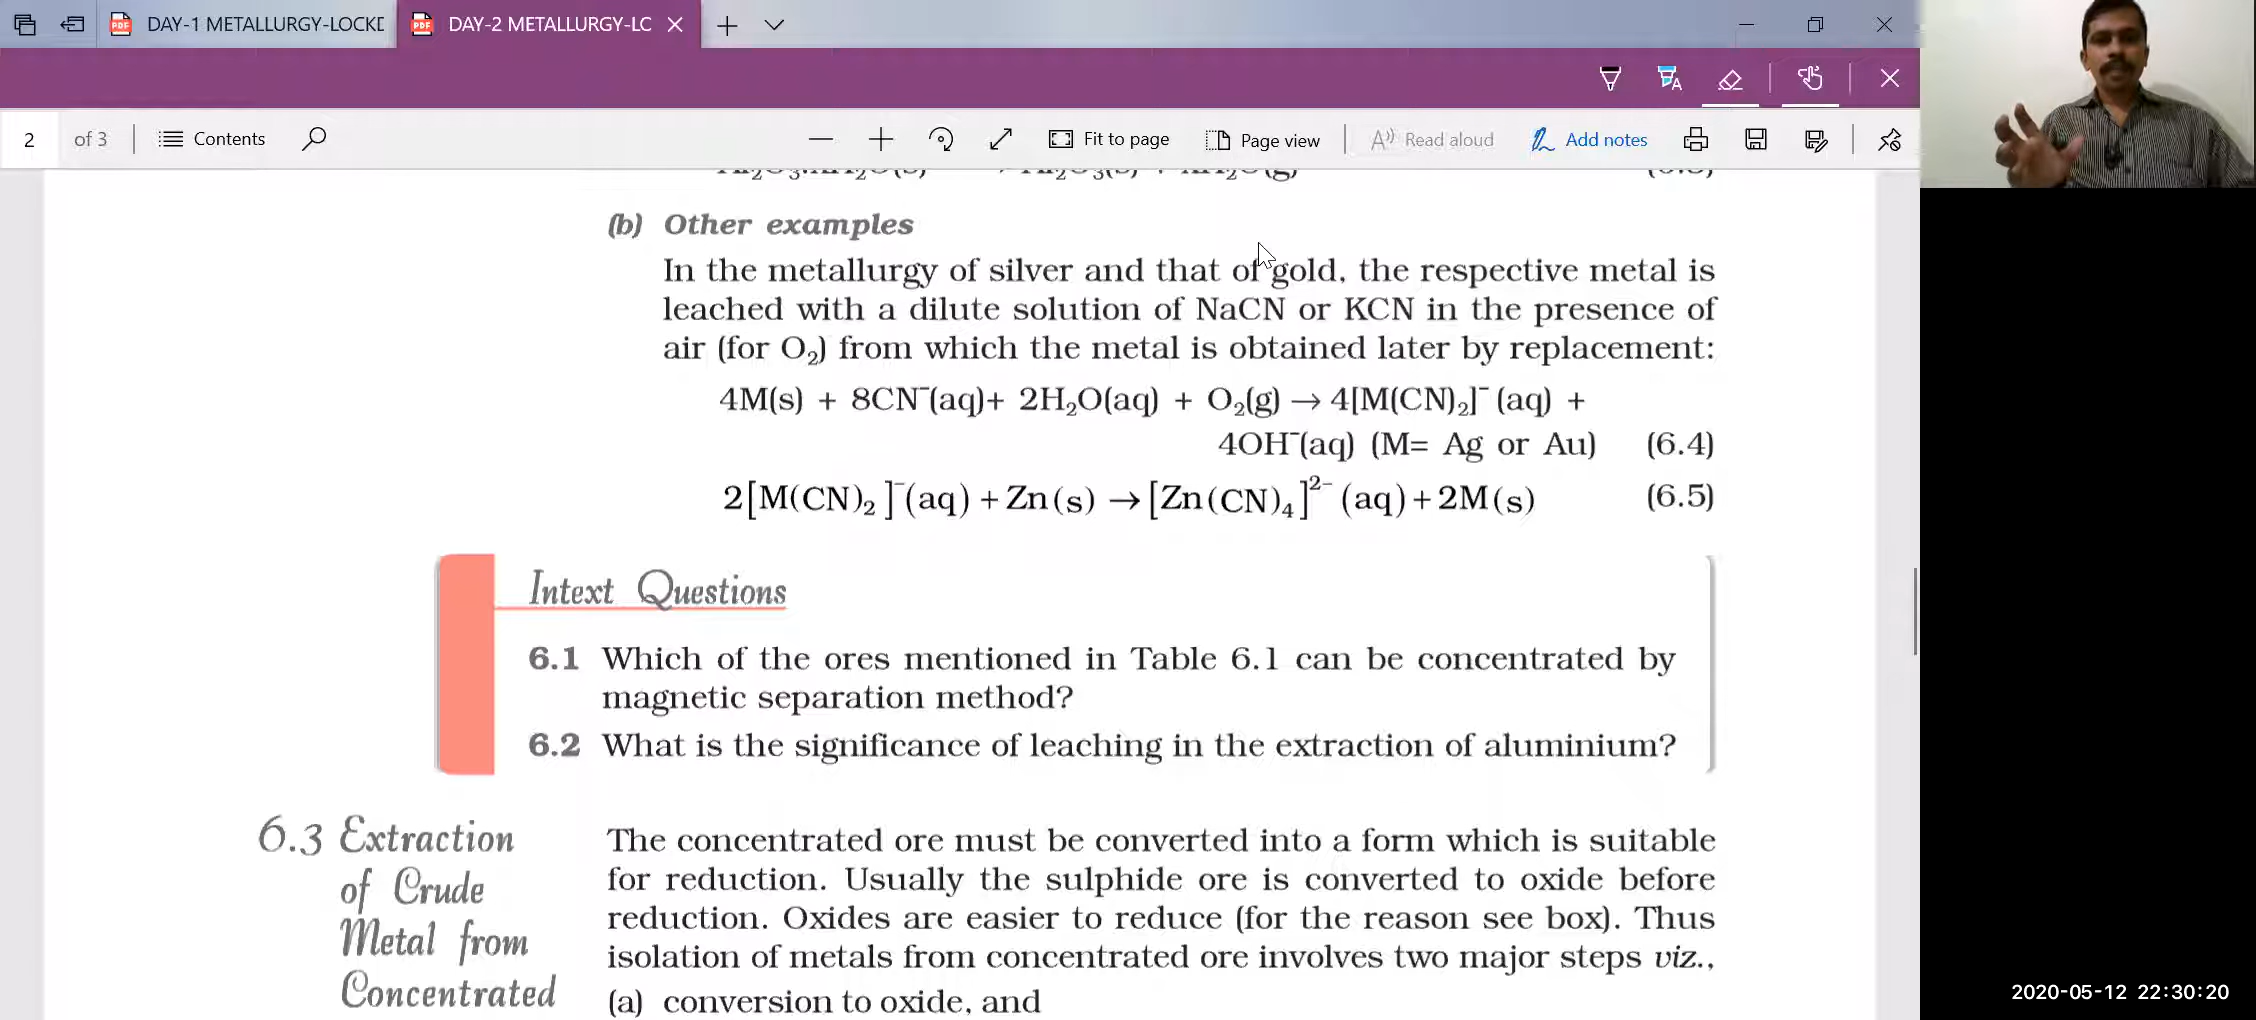 DAY-1 METALLURGY-LOCKD
DAY-2 METALLURGY-LC
2 of 3 Contents Fit to page Page view Read aloud Add notes
(b) Other examples
In the metallurgy of silver and that of gold, the respective metal is
leached with a dilute solution of NaCN or KCN in the presence of
air (for O₂) from which the metal is obtained later by replacement:
4M(s) + 8CN⁻(aq)+ 2H₂O(aq) + O₂(g) → 4[M(CN)₂]⁻ (aq) +
4OH⁻(aq) (M= Ag or Au) (6.4)
2[M(CN)₂]⁻(aq) + Zn(s) → [Zn(CN)₄]²⁻ (aq) + 2M(s) (6.5)
Intext Questions
6.1 Which of the ores mentioned in Table 6.1 can be concentrated by
magnetic separation method?
6.2 What is the significance of leaching in the extraction of aluminium?
6.3 Extraction
of Crude
Metal from
Concentrated
The concentrated ore must be converted into a form which is suitable
for reduction. Usually the sulphide ore is converted to oxide before
reduction. Oxides are easier to reduce (for the reason see box). Thus
isolation of metals from concentrated ore involves two major steps viz.,
(a) conversion to oxide, and
2020-05-12 22:30:20